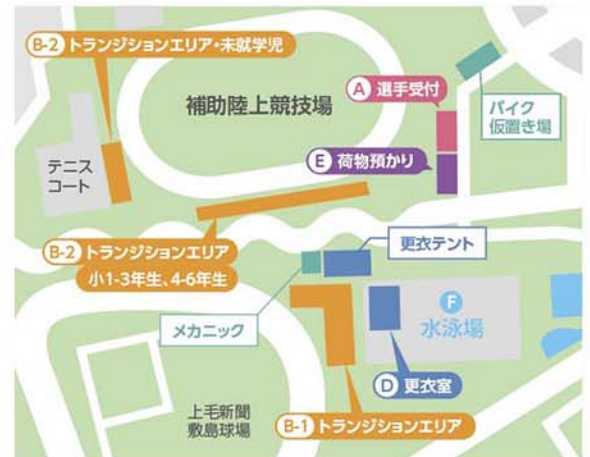 B-2 トランジションエリア・未就学児
補助陸上競技場
A 選手受付
バイク
仮置き場
テニス
コート
E 荷物預かり
B-2 トランジションエリア
小1-3年生、4-6年生
更衣テント
メカニック
F
水泳場
D 更衣室
上毛新聞
敷島球場
B-1 トランジションエリア